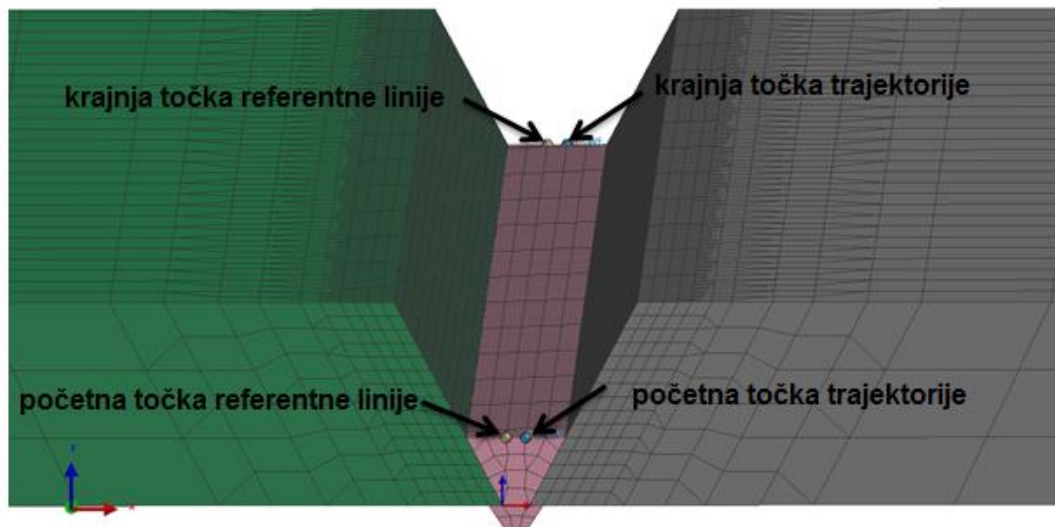 krajnja točka referentne linije
krajnja točka trajektorije
početna točka referentne linije
početna točka trajektorije